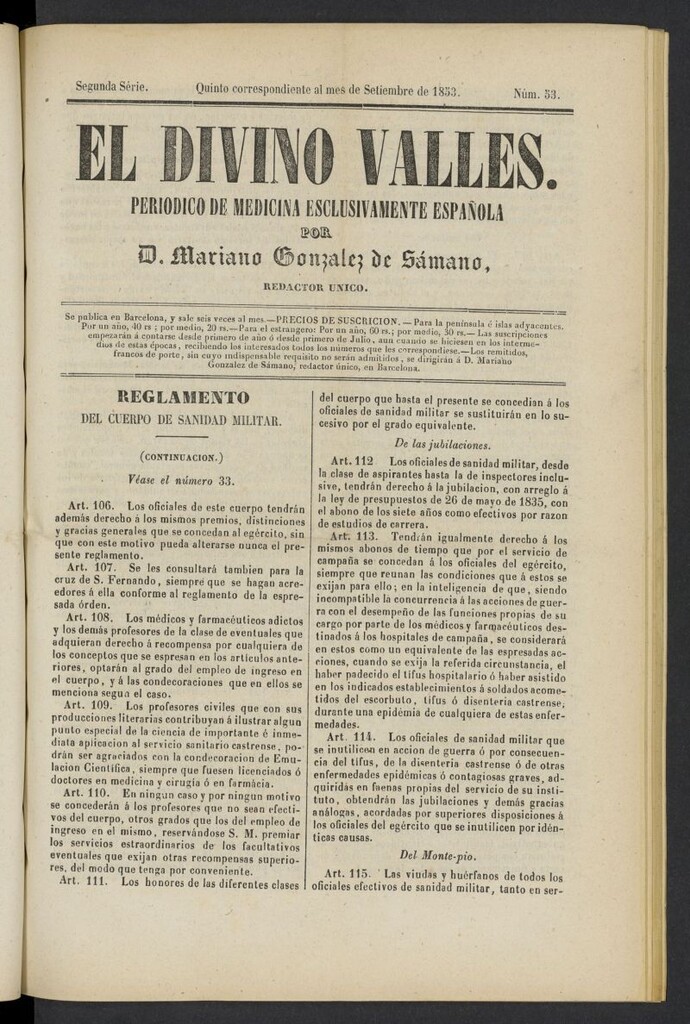 Segunda Série. Quinto correspondiente al mes de Setiembre de 1853. Núm. 53.
EL DIVINO VALLES.
PERIODICO DE MEDICINA ESCLUSIVAMENTE ESPAÑOLA
POR
D. Mariano Gonzalez de Sámano,
REDACTOR UNICO.
Se publica en Barcelona, y sale seis veces al mes.—PRECIOS DE SUSCRICION.—Para la península é islas adyacentes.
Por un año, 40 rs; por medio, 20 rs.—Para el estrangero: Por un año, 60 rs.; por medio, 30 rs.—Las suscripciones
empezarán á contarse desde primero de año ó desde primero de Julio, aun cuando se hiciesen en los interme-
dios de estas épocas, recibiendo los interesados todos los números que les correspondiese.—Los remitidos,
francos de porte, sin cuyo indispensable requisito no serán admitidos, se dirigirán á D. Mariano
Gonzalez de Sámano, redactor único, en Barcelona.
REGLAMENTO
DEL CUERPO DE SANIDAD MILITAR.
(CONTINUACION.)
Véase el número 33.
Art. 106. Los oficiales de este cuerpo tendrán
además derecho á los mismos premios, distinciones
y gracias generales que se concedan al egército, sin
que con este motivo pueda alterarse nunca el pre-
sente reglamento.
Art. 107. Se les consultará tambien para la
cruz de S. Fernando, siempre que se hagan acre-
edores á ella conforme al reglamento de la espre-
sada órden.
Art. 108. Los médicos y farmacéuticos adictos
y los demás profesores de la clase de eventuales que
adquieran derecho á recompensa por cualquiera de
los conceptos que se espresan en los artículos ante-
riores, optarán al grado del empleo de ingreso en
el cuerpo, y á las condecoraciones que en ellos se
menciona segun el caso.
Art. 109. Los profesores civiles que con sus
producciones literarias contribuyan á ilustrar algun
punto especial de la ciencia de importante é inme-
diata aplicacion al servicio sanitario castrense, po-
drán ser agraciados con la condecoracion de Emu-
lacion Científica, siempre que fuesen licenciados ó
doctores en medicina y cirugía ó en farmácia.
Art. 110. En ningun caso y por ningun motivo
se concederán á los profesores que no sean efecti-
vos del cuerpo, otros grados que los del empleo de
ingreso en el mismo, reservándose S. M. premiar
los servicios estraordinarios de los facultativos
eventuales que exijan otras recompensas superio-
res, del modo que tenga por conveniente.
Art. 111. Los honores de las diferentes clases
del cuerpo que hasta el presente se concedian á los
oficiales de sanidad militar se sustituirán en lo su-
cesivo por el grado equivalente.
De las jubilaciones.
Art. 112 Los oficiales de sanidad militar, desde
la clase de aspirantes hasta la de inspectores inclu-
sive, tendrán derecho á la jubilacion, con arreglo á
la ley de presupuestos de 26 de mayo de 1835, con
el abono de los siete años como efectivos por razon
de estudios de carrera.
Art. 113. Tendrán igualmente derecho á los
mismos abonos de tiempo que por el servicio de
campaña se concedan á los oficiales del egército,
siempre que reunan las condiciones que á estos se
exijan para ello; en la inteligencia de que, siendo
incompatible la concurrencia á las acciones de guer-
ra con el desempeño de las funciones propias de su
cargo por parte de los médicos y farmacéuticos des-
tinados á los hospitales de campaña, se considerará
en estos como un equivalente de las espresadas ac-
ciones, cuando se exija la referida circunstancia, el
haber padecido el tifus hospitalario ó haber asistido
en los indicados establecimientos á soldados acome-
tidos del escorbuto, tifus ó disenteria castrense,
durante una epidémia de cualquiera de estas enfer-
medades.
Art. 114. Los oficiales de sanidad militar que
se inutilicen en accion de guerra ó por consecuen-
cia del tifus, de la disenteria castrense ó de otras
enfermedades epidémicas ó contagiosas graves, ad-
quiridas en faenas propias del servicio de su insti-
tuto, obtendrán las jubilaciones y demás gracias
análogas, acordadas por superiores disposiciones á
los oficiales del egército que se inutilicen por idén-
ticas causas.
Del Monte-pio.
Art. 115. Las viudas y huérfanos de todos los
oficiales efectivos de sanidad militar, tanto en ser-